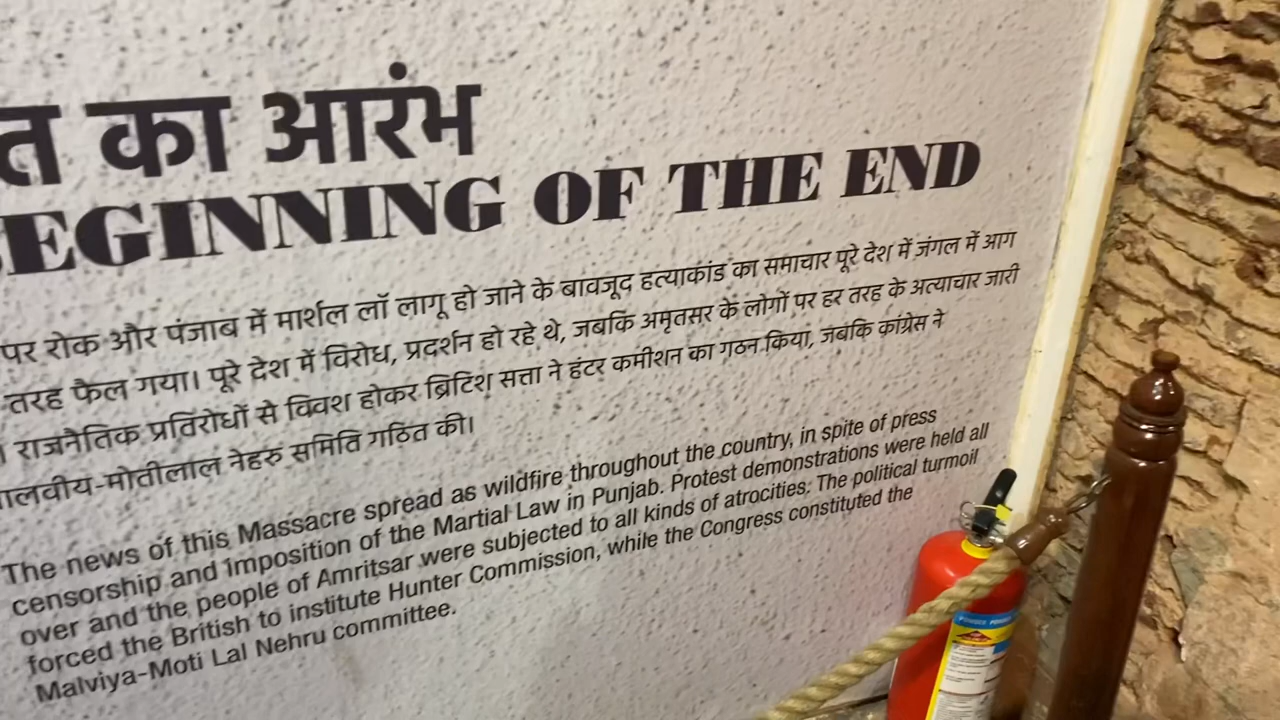 त का आरंभ
BEGINNING OF THE END
पर रोक और पंजाब में मार्शल लॉ लागू हो जाने के बावजूद हत्याकांड का समाचार पूरे देश में जंगल में आग
तरह फैल गया। पूरे देश में विरोध, प्रदर्शन हो रहे थे, जबकि अमृतसर के लोगों पर हर तरह के अत्याचार जारी
राजनैतिक प्रतिरोधों से विवश होकर ब्रिटिश सत्ता ने हंटर कमीशन का गठन किया, जबकि कांग्रेस ने
ालवीय-मोतीलाल नेहरु समिति गठित की।
The news of this Massacre spread as wildfire throughout the country, in spite of press
censorship and imposition of the Martial Law in Punjab. Protest demonstrations were held all
over and the people of Amritsar were subjected to all kinds of atrocities. The political turmoil
forced the British to institute Hunter Commission, while the Congress constituted the
Malviya-Moti Lal Nehru committee.